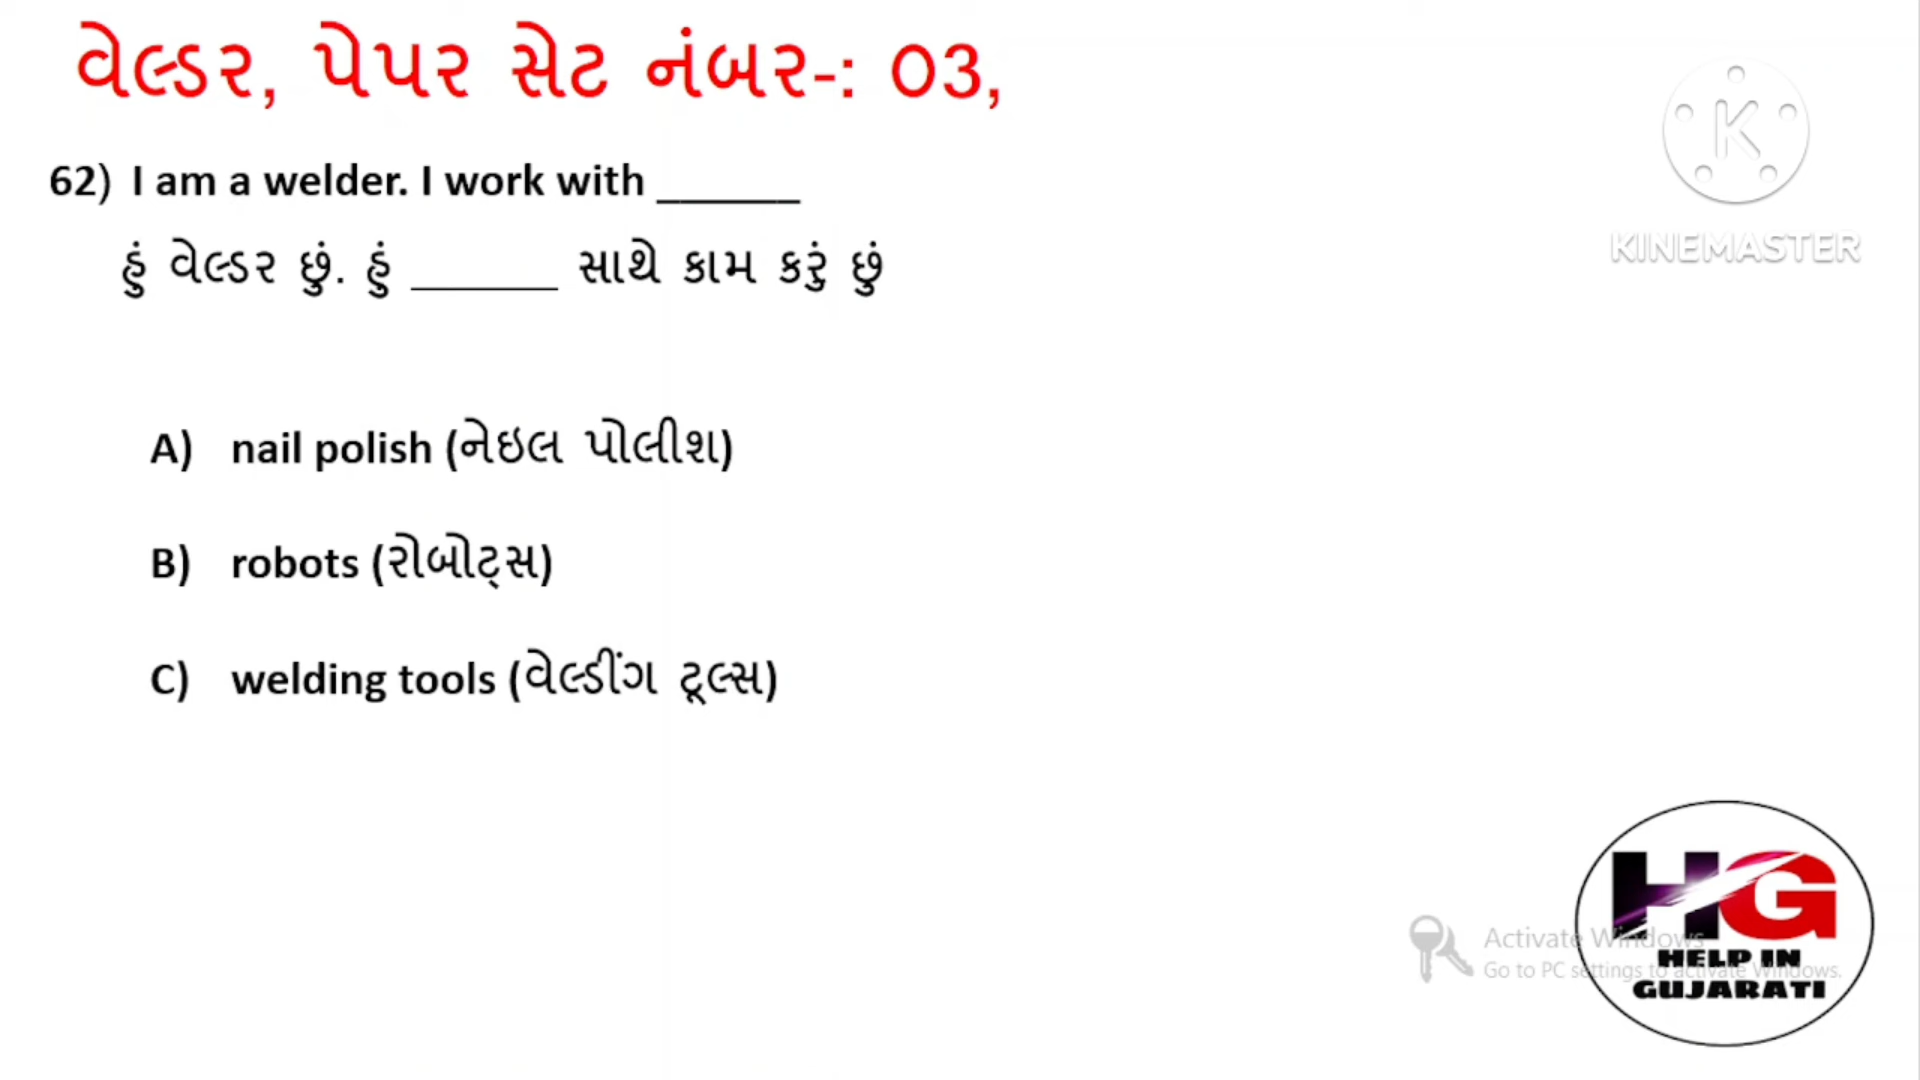 વેલ્ડર, પેપર સેટ નંબર-: 03,
K
KINEMASTER
62) I am a welder. I work with ______
હું વેલ્ડર છું. હું ______ સાથે કામ કરું છું
A) nail polish (નેઇલ પોલીશ)
B) robots (રોબોટ્સ)
C) welding tools (વેલ્ડીંગ ટૂલ્સ)
HG
Activate Windows
HELP IN
Go to PC settings to activate Windows.
GUJARATI